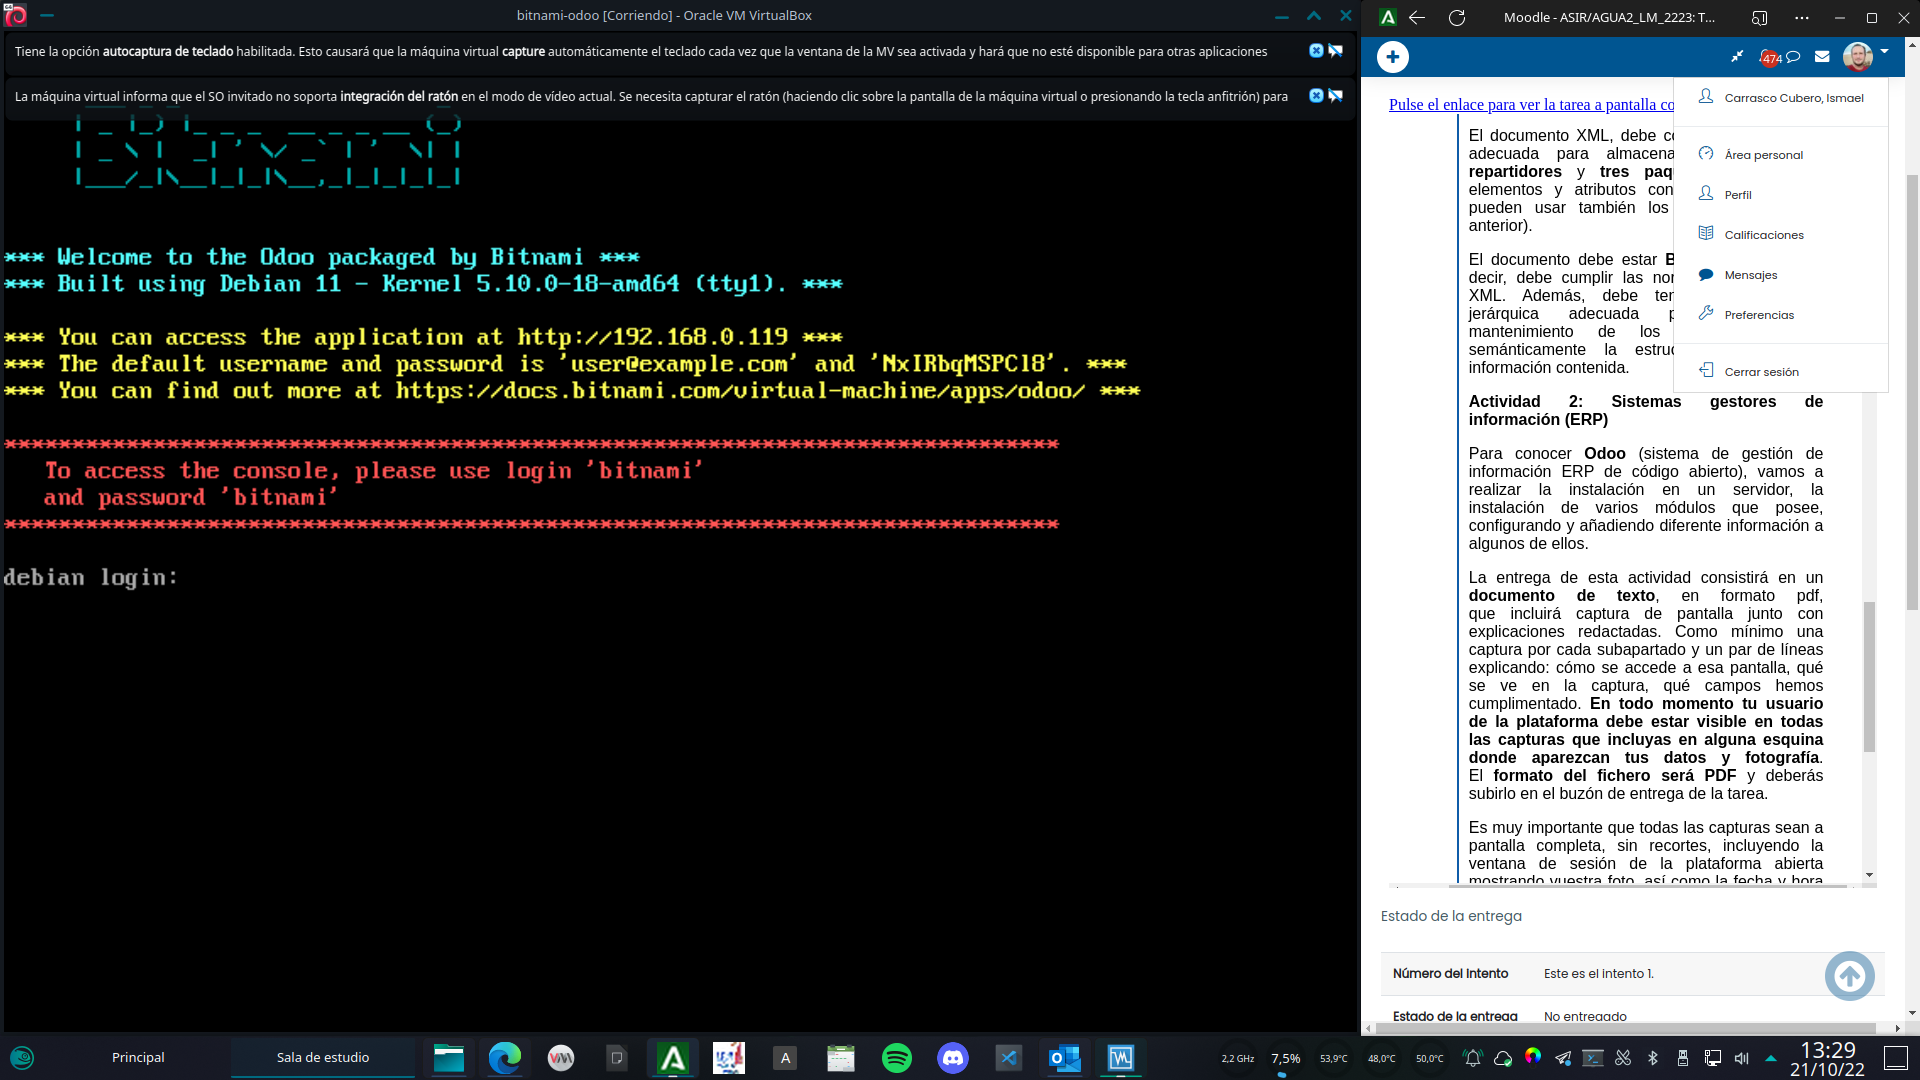 bitnami-odoo [Corriendo] - Oracle VM VirtualBox
Tiene la opción autocaptura de teclado habilitada. Esto causará que la máquina virtual capture automáticamente el teclado cada vez que la ventana de la MV sea activada y hará que no esté disponible para otras aplicaciones
La máquina virtual informa que el SO invitado no soporta integración del ratón en el modo de vídeo actual. Se necesita capturar el ratón (haciendo clic sobre la pantalla de la máquina virtual o presionando la tecla anfitrión) para
Bitnami
*** Welcome to the Odoo packaged by Bitnami ***
*** Built using Debian 11 - Kernel 5.10.0-18-amd64 (tty1). ***
*** You can access the application at http://192.168.0.119 ***
*** The default username and password is 'user@example.com' and 'NxIRbqMSPCl8'. ***
*** You can find out more at https://docs.bitnami.com/virtual-machine/apps/odoo/ ***
******************************************************************************
To access the console, please use login 'bitnami'
and password 'bitnami'
******************************************************************************
debian login:
Moodle - ASIR/AGUA2_LM_2223: T...
474
Pulse el enlace para ver la tarea a pantalla co
El documento XML, debe co
adecuada para almacena
repartidores y tres paq
elementos y atributos con
pueden usar también los
anterior).
El documento debe estar B
decir, debe cumplir las nor
XML. Además, debe ten
jerárquica adecuada p
mantenimiento de los
semánticamente la estruc
información contenida.
Carrasco Cubero, Ismael
Área personal
Perfil
Calificaciones
Mensajes
Preferencias
Cerrar sesión
Actividad 2: Sistemas gestores de
información (ERP)
Para conocer Odoo (sistema de gestión de
información ERP de código abierto), vamos a
realizar la instalación en un servidor, la
instalación de varios módulos que posee,
configurando y añadiendo diferente información a
algunos de ellos.
La entrega de esta actividad consistirá en un
documento de texto, en formato pdf,
que incluirá captura de pantalla junto con
explicaciones redactadas. Como mínimo una
captura por cada subapartado y un par de líneas
explicando: cómo se accede a esa pantalla, qué
se ve en la captura, qué campos hemos
cumplimentado. En todo momento tu usuario
de la plataforma debe estar visible en todas
las capturas que incluyas en alguna esquina
donde aparezcan tus datos y fotografía.
El formato del fichero será PDF y deberás
subirlo en el buzón de entrega de la tarea.
Es muy importante que todas las capturas sean a
pantalla completa, sin recortes, incluyendo la
ventana de sesión de la plataforma abierta
mostrando vuestra foto, así como la fecha y hora
Estado de la entrega
Número del intento Este es el intento 1.
Estado de la entrega No entregado
Principal
Sala de estudio
2,2 GHz 7,5% 53,9°C 48,0°C 50,0°C
13:29
21/10/22